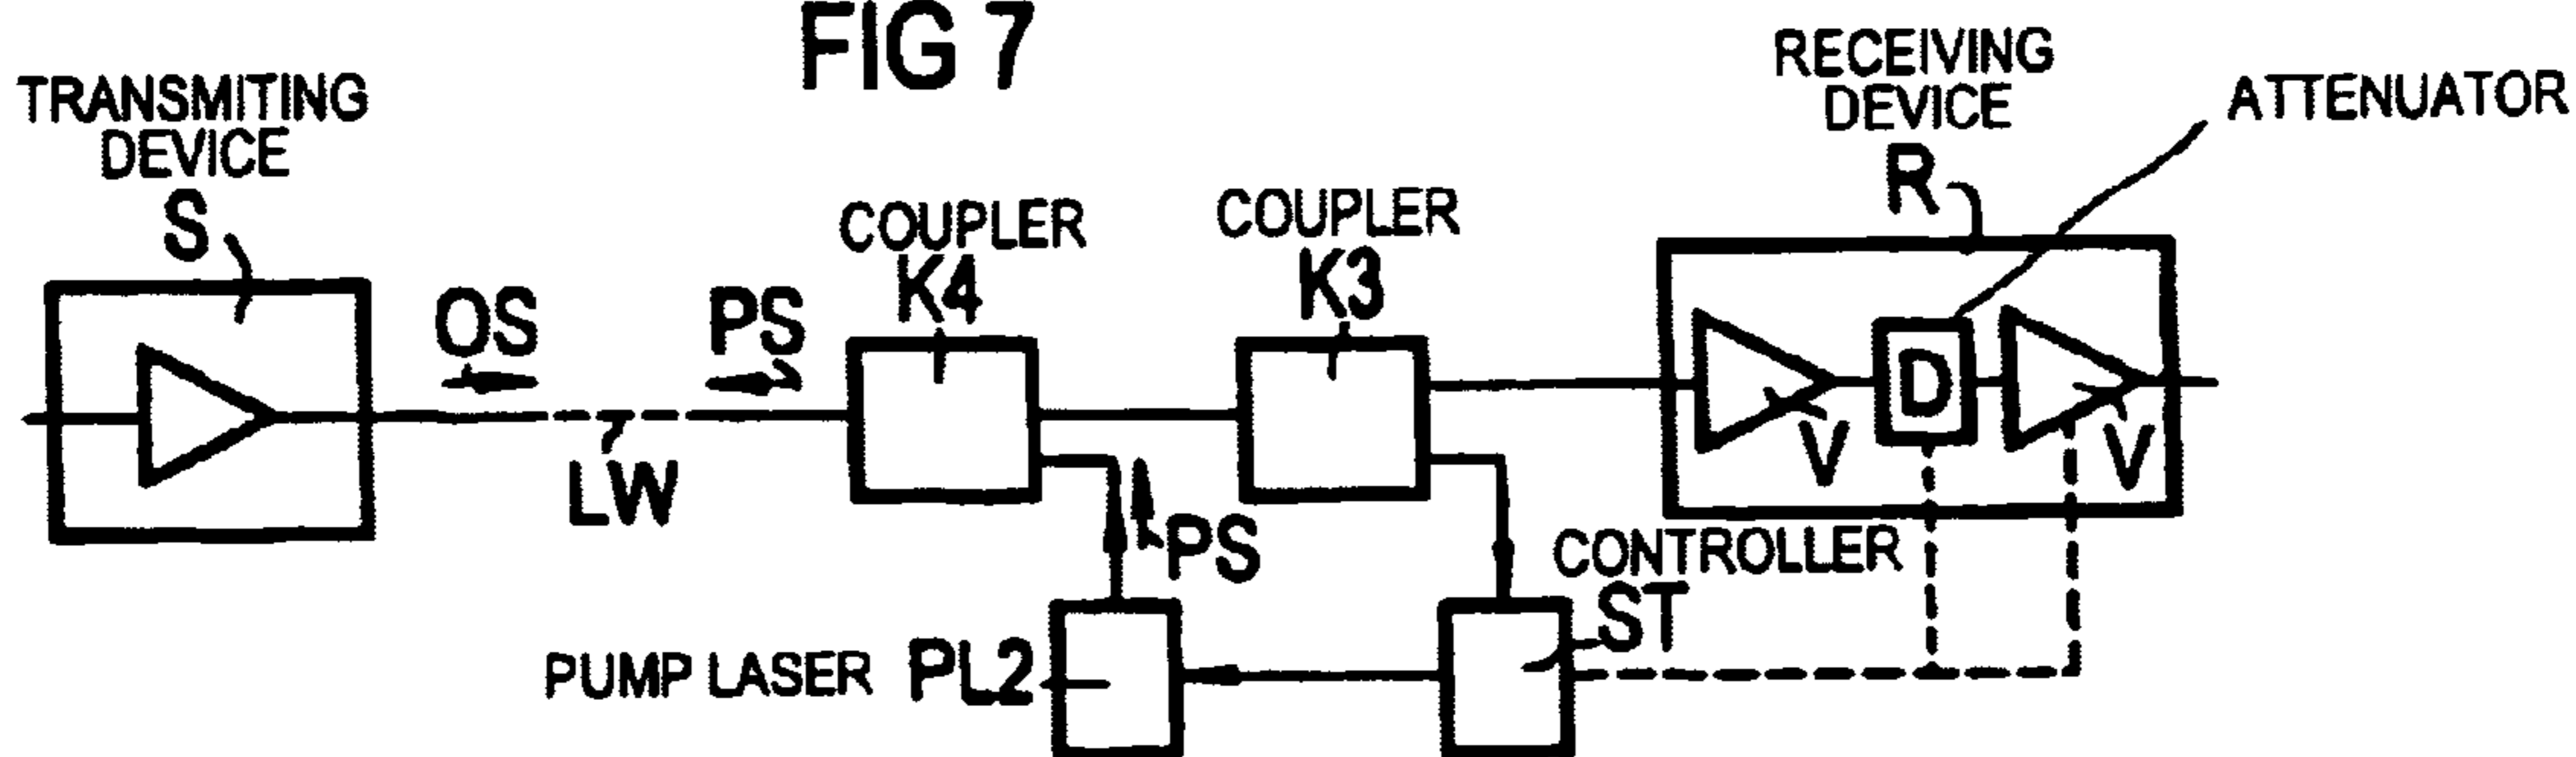 FIG 7
TRANSMITING
DEVICE
S
OS
PS
LW
COUPLER
K4
COUPLER
K3
RECEIVING
DEVICE
R
ATTENUATOR
V
D
V
PS
CONTROLLER
ST
PUMP LASER PL2